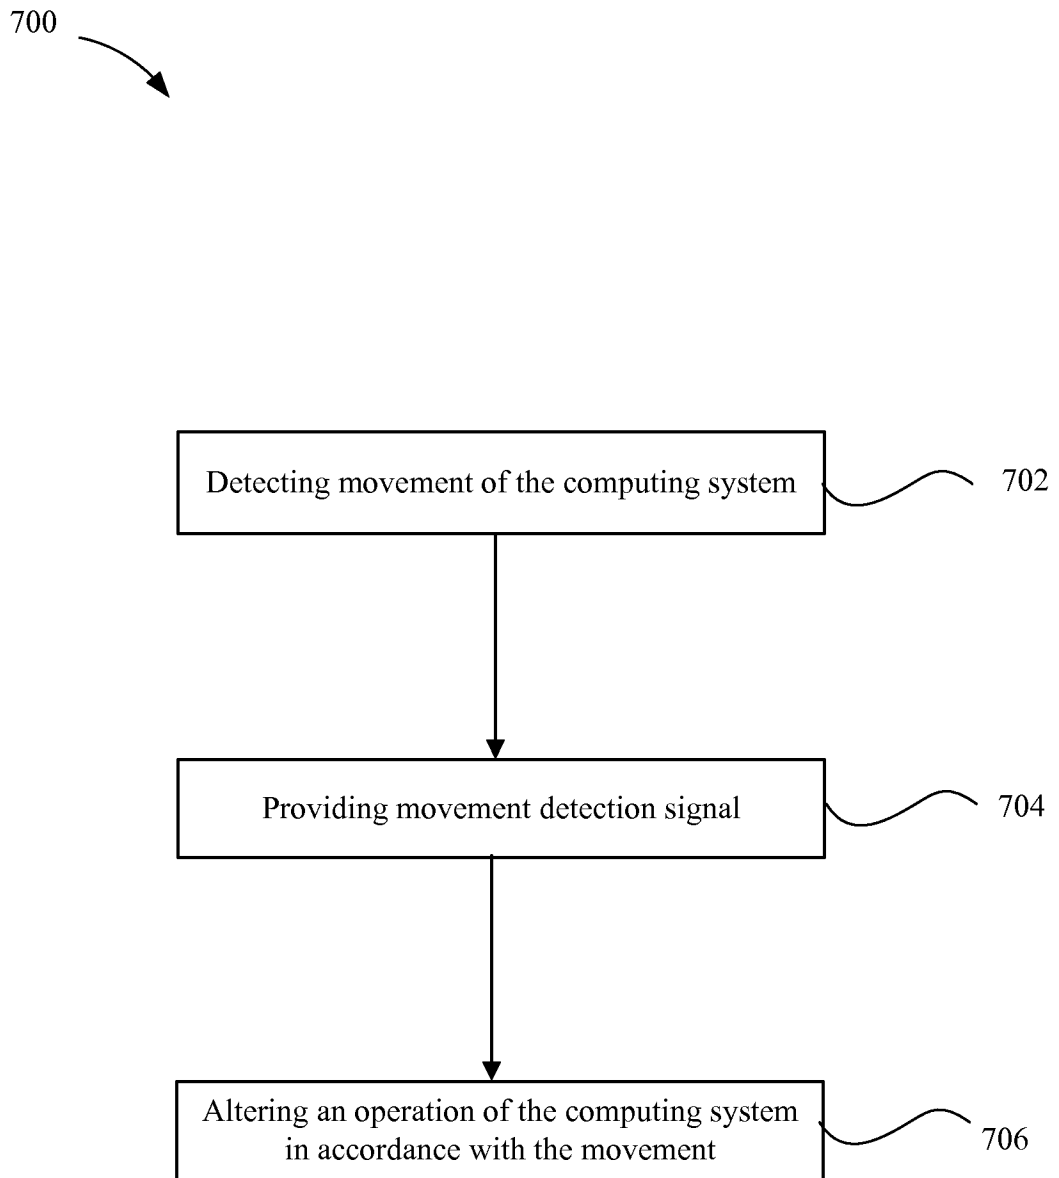 700
Detecting movement of the computing system
702
Providing movement detection signal
704
Altering an operation of the computing system
in accordance with the movement
706